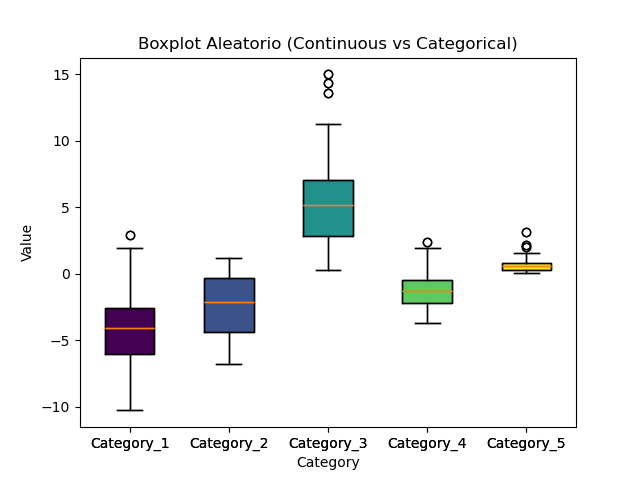 Boxplot Aleatorio (Continuous vs Categorical)
Value
15
10
5
0
−5
−10
Category_1 Category_2 Category_3 Category_4 Category_5
Category